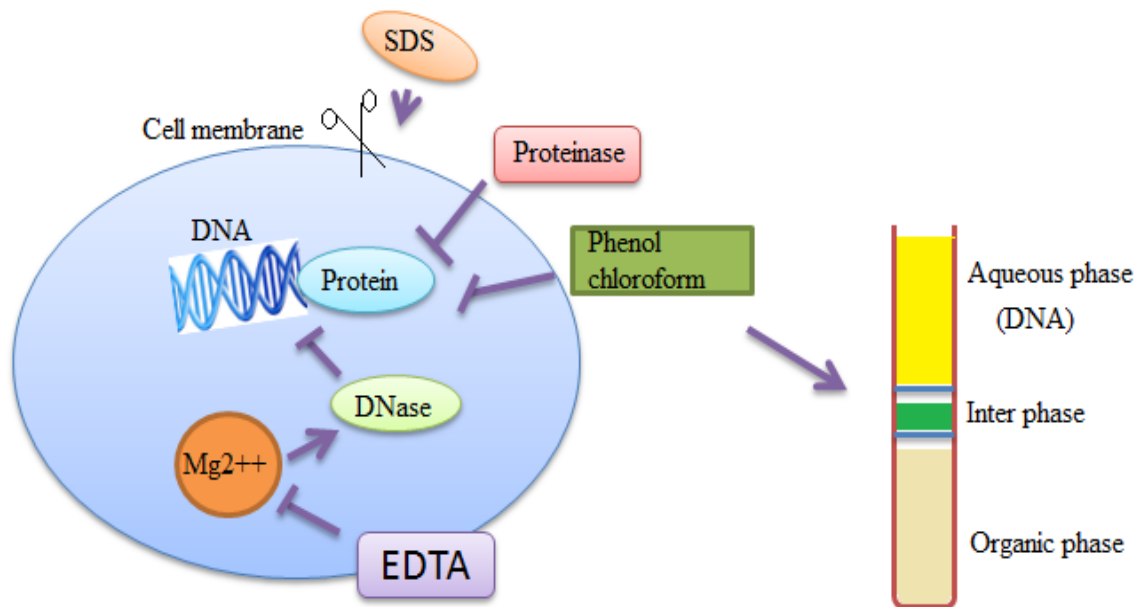 SDS
Cell membrane
Proteinase
DNA
Protein
Phenol
chloroform
DNase
Mg2++
EDTA
Aqueous phase
(DNA)
Inter phase
Organic phase